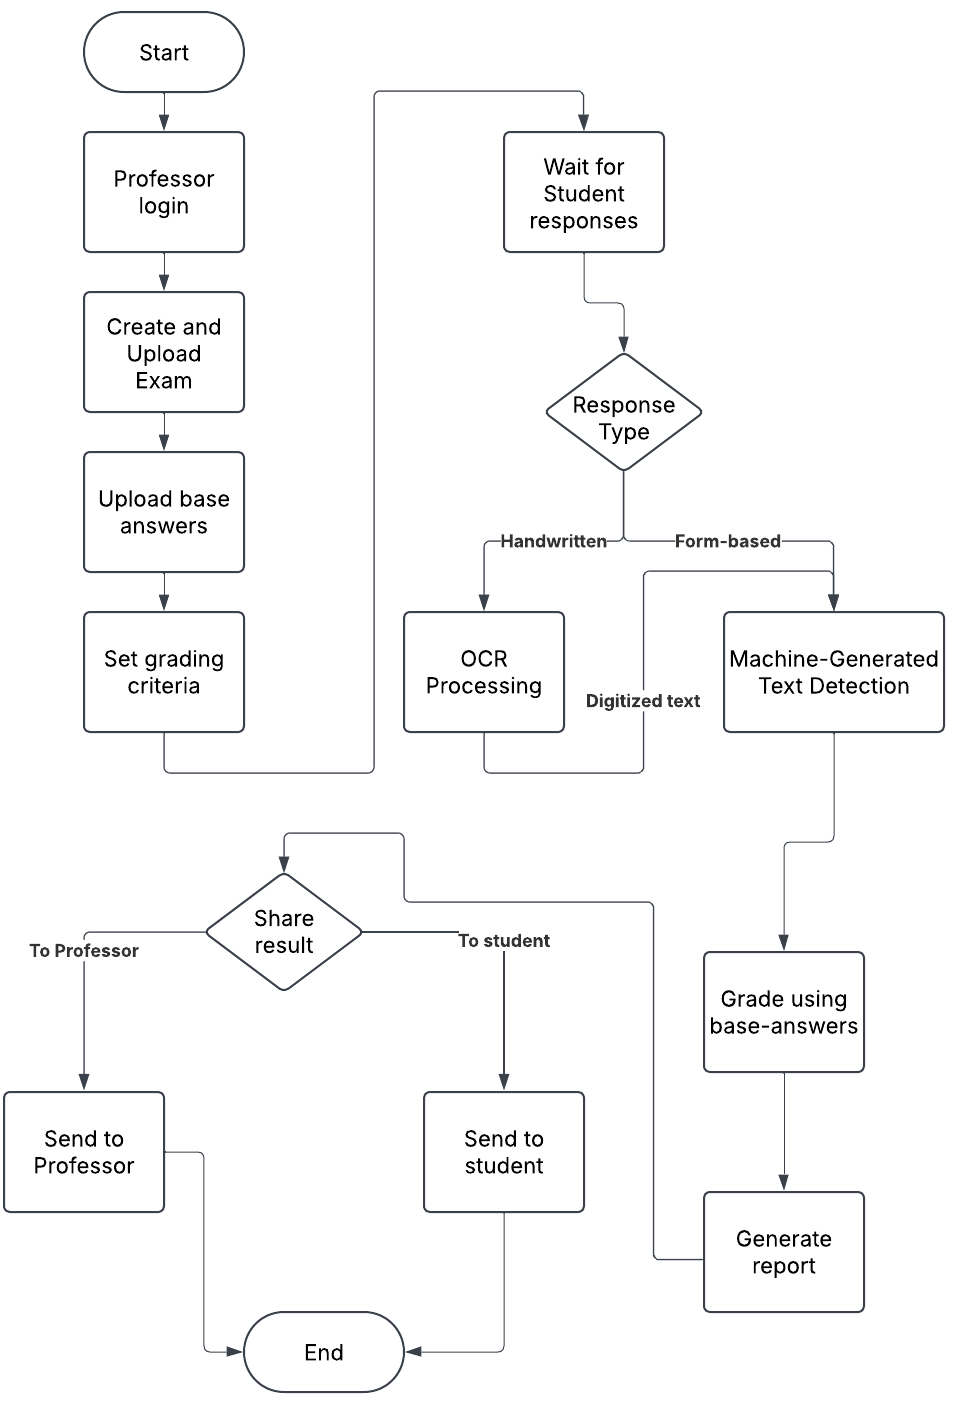 Start
Professor
login
Create and
Upload
Exam
Upload base
answers
Set grading
criteria
Wait for
Student
responses
Response
Type
Handwritten
Form-based
OCR
Processing
Digitized text
Machine-Generated
Text Detection
Grade using
base-answers
Generate
report
Share
result
To Professor
To student
Send to
Professor
Send to
student
End